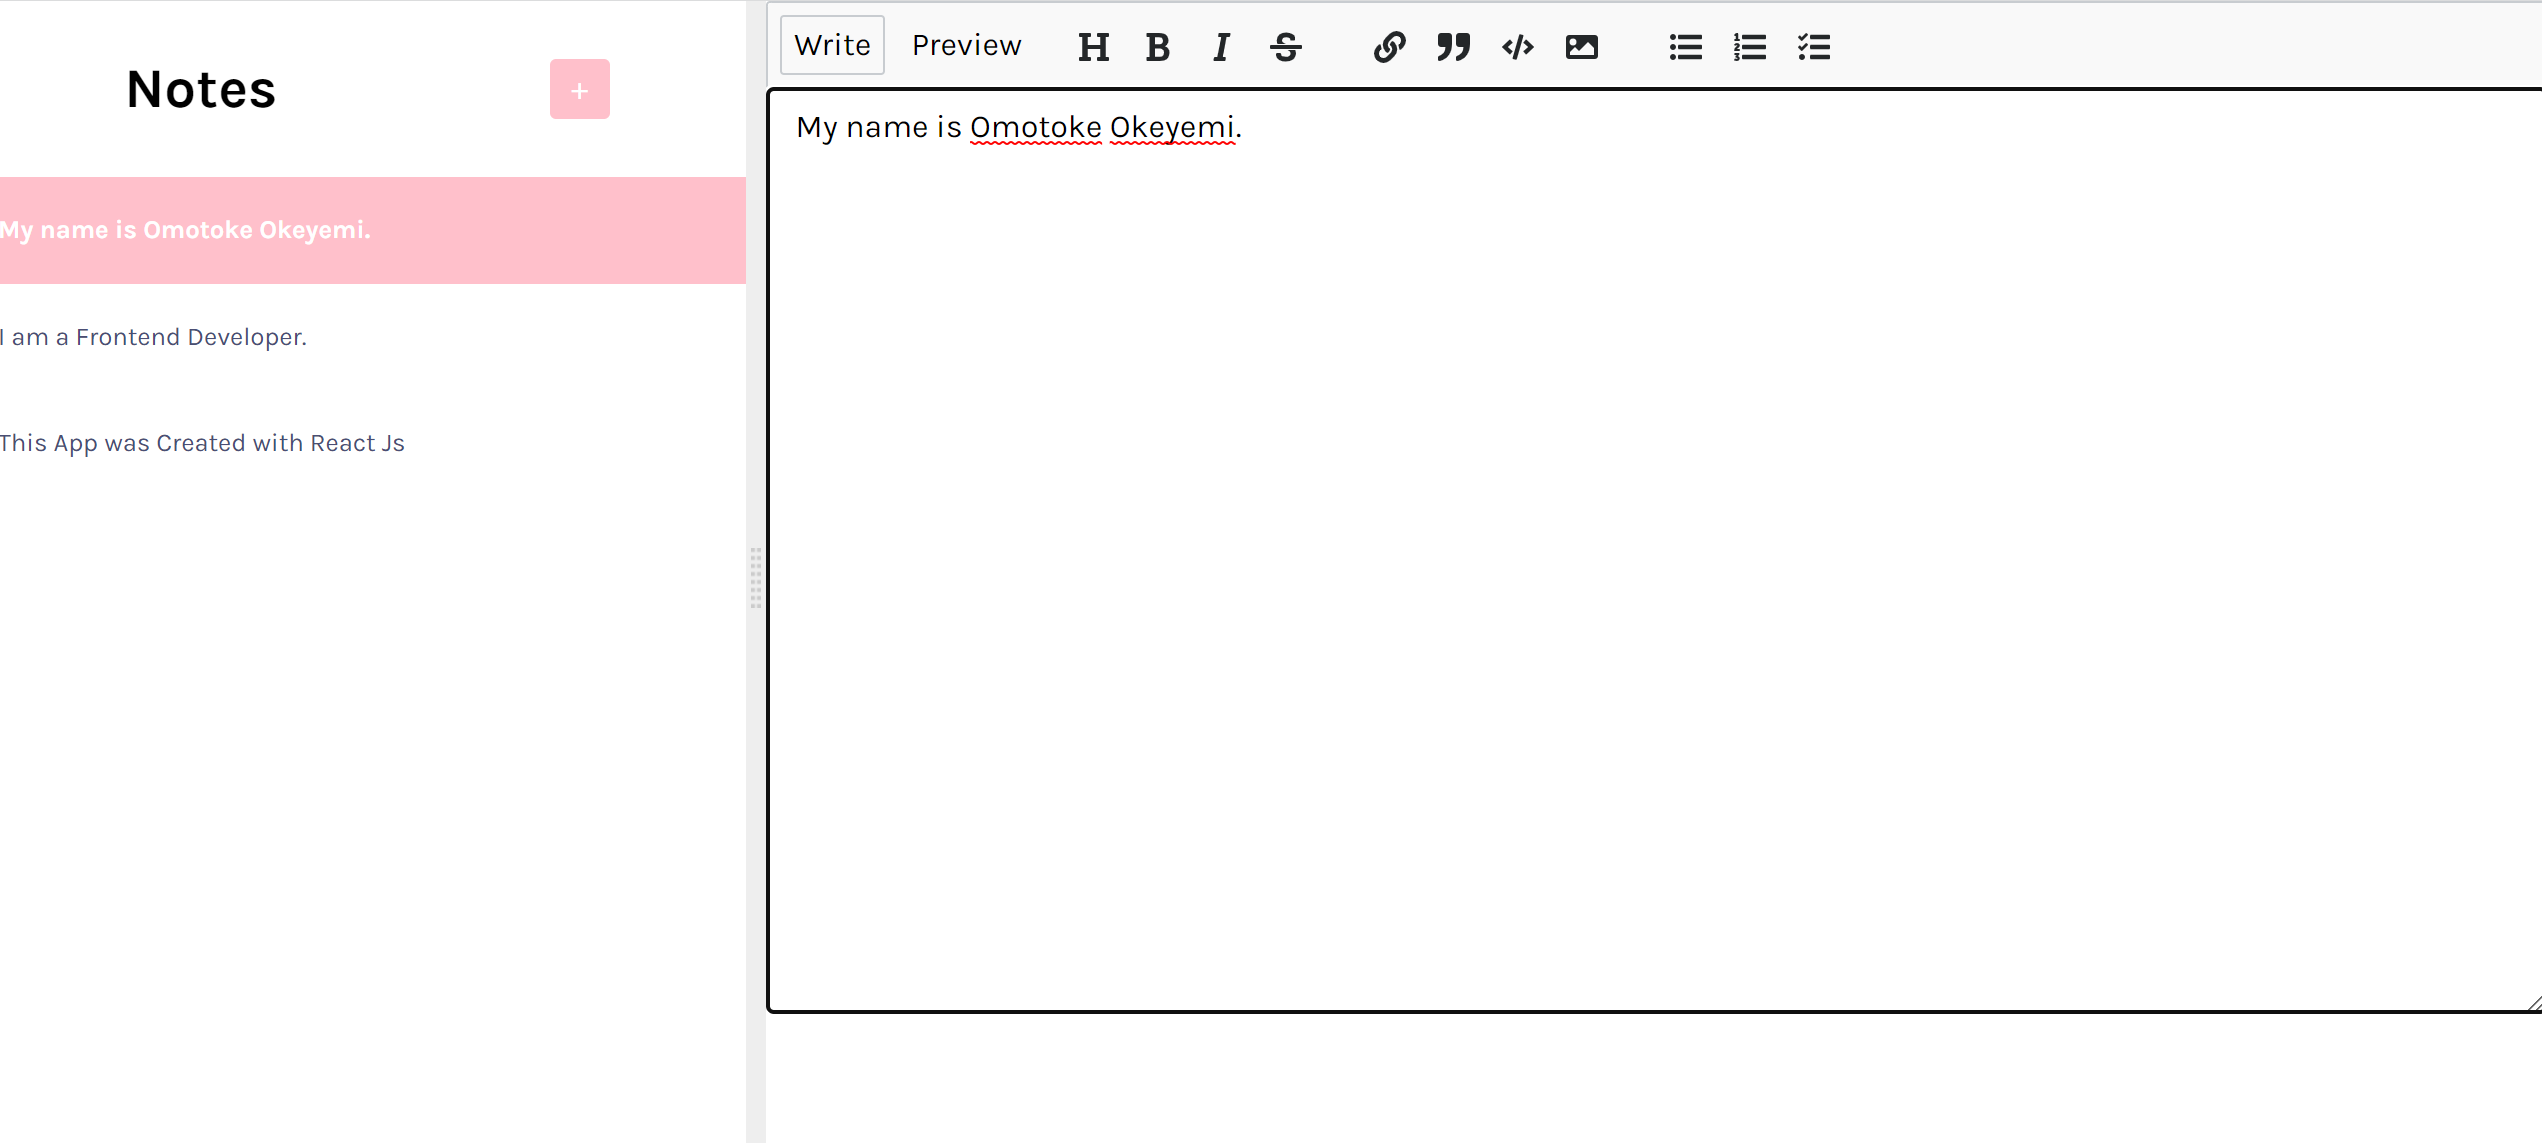 Notes
+
My name is Omotoke Okeyemi.
I am a Frontend Developer.
This App was Created with React Js
Write Preview H B I S
My name is Omotoke Okeyemi.